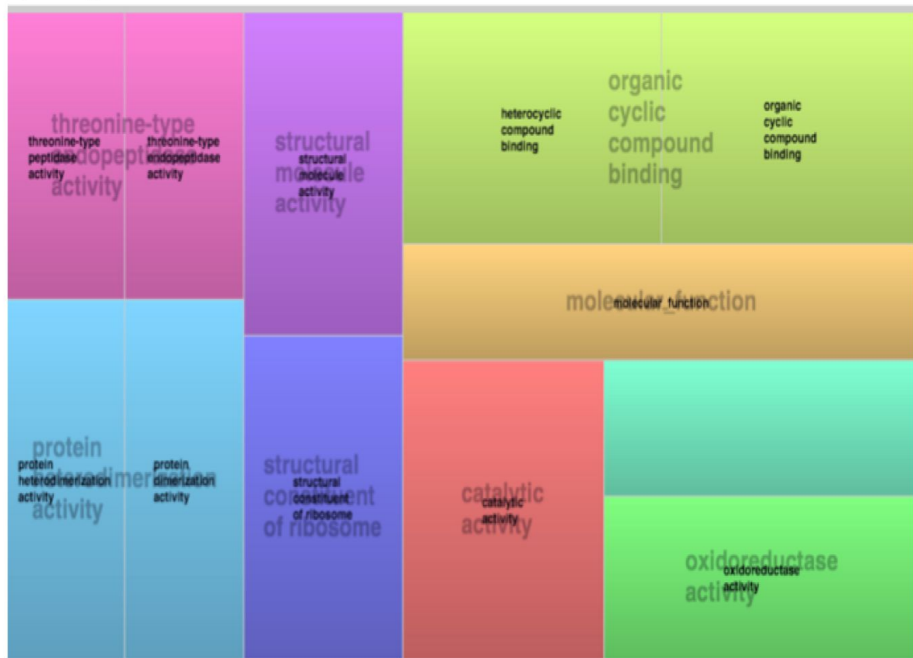 threonine-type
endopeptidase
activity
threonine-type
peptidase
activity
threonine-type
endopeptidase
activity
structural
molecule
activity
structural
molecule
activity
organic
cyclic
compound
binding
heterocyclic
compound
binding
organic
cyclic
compound
binding
molecular_function
molecular_function
protein
heterodimerization
activity
protein
heterodimerization
activity
protein
dimerization
activity
structural
constituent
of ribosome
structural
constituent
of ribosome
catalytic
activity
catalytic
activity
oxidoreductase
activity
oxidoreductase
activity